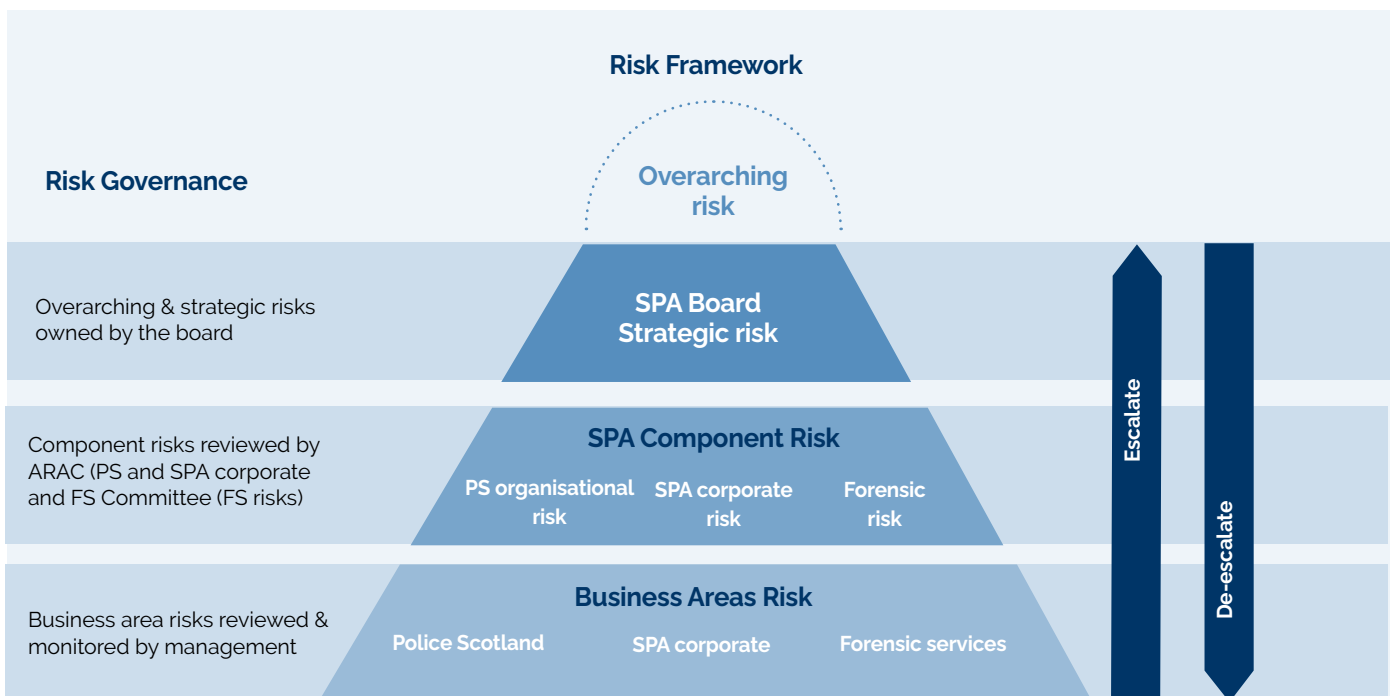 Risk Framework
Risk Governance
Overarching
risk
Overarching & strategic risks
owned by the board
SPA Board
Strategic risk
Component risks reviewed by
ARAC (PS and SPA corporate
and FS Committee (FS risks)
SPA Component Risk
PS organisational
risk
SPA corporate
risk
Forensic
risk
Business area risks reviewed &
monitored by management
Business Areas Risk
Police Scotland
SPA corporate
Forensic services
Escalate
De-escalate